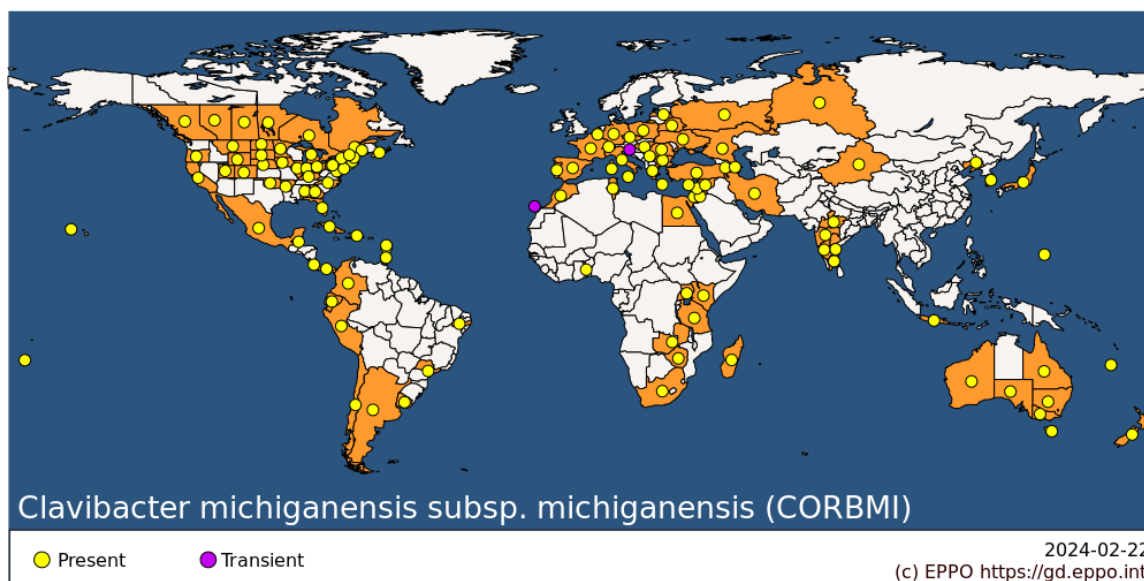 Clavibacter michiganensis subsp. michiganensis (CORBMI)
Present
Transient
2024-02-22
(c) EPPO https://gd.eppo.int